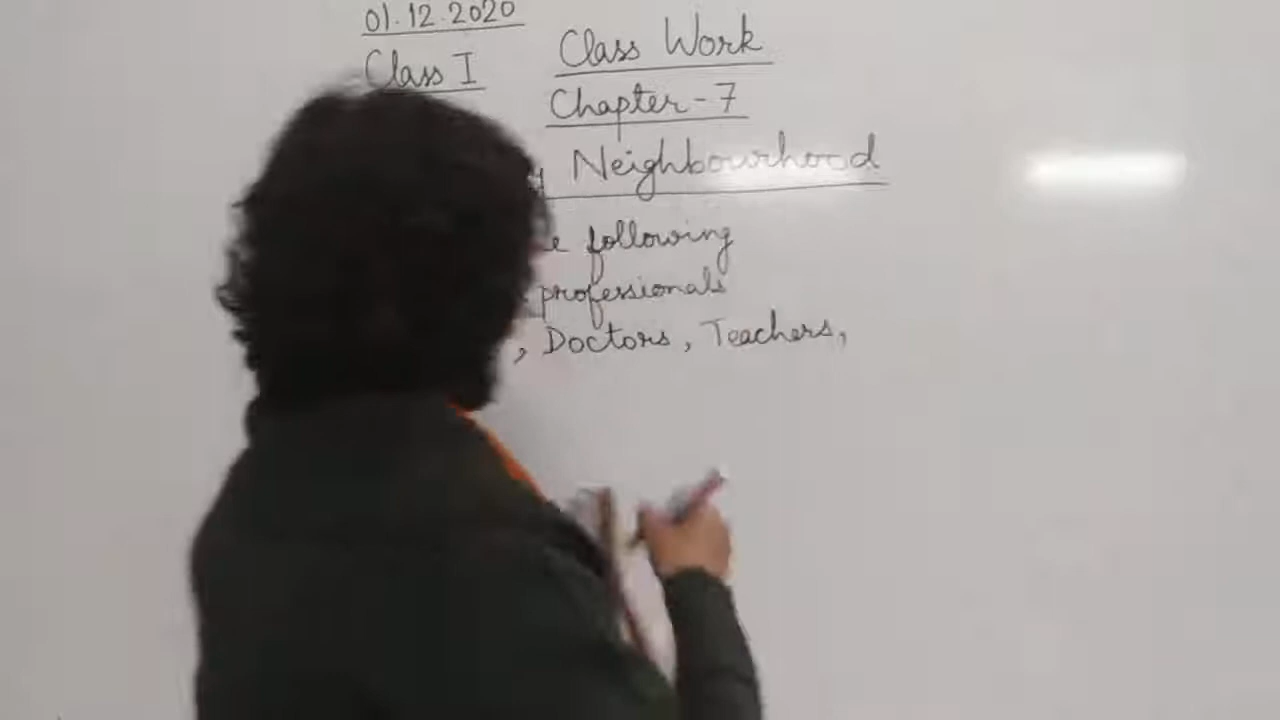 01.12.2020
Class I
Class Work
Chapter-7
Neighbourhood
following
professionals
, Doctors, Teachers,